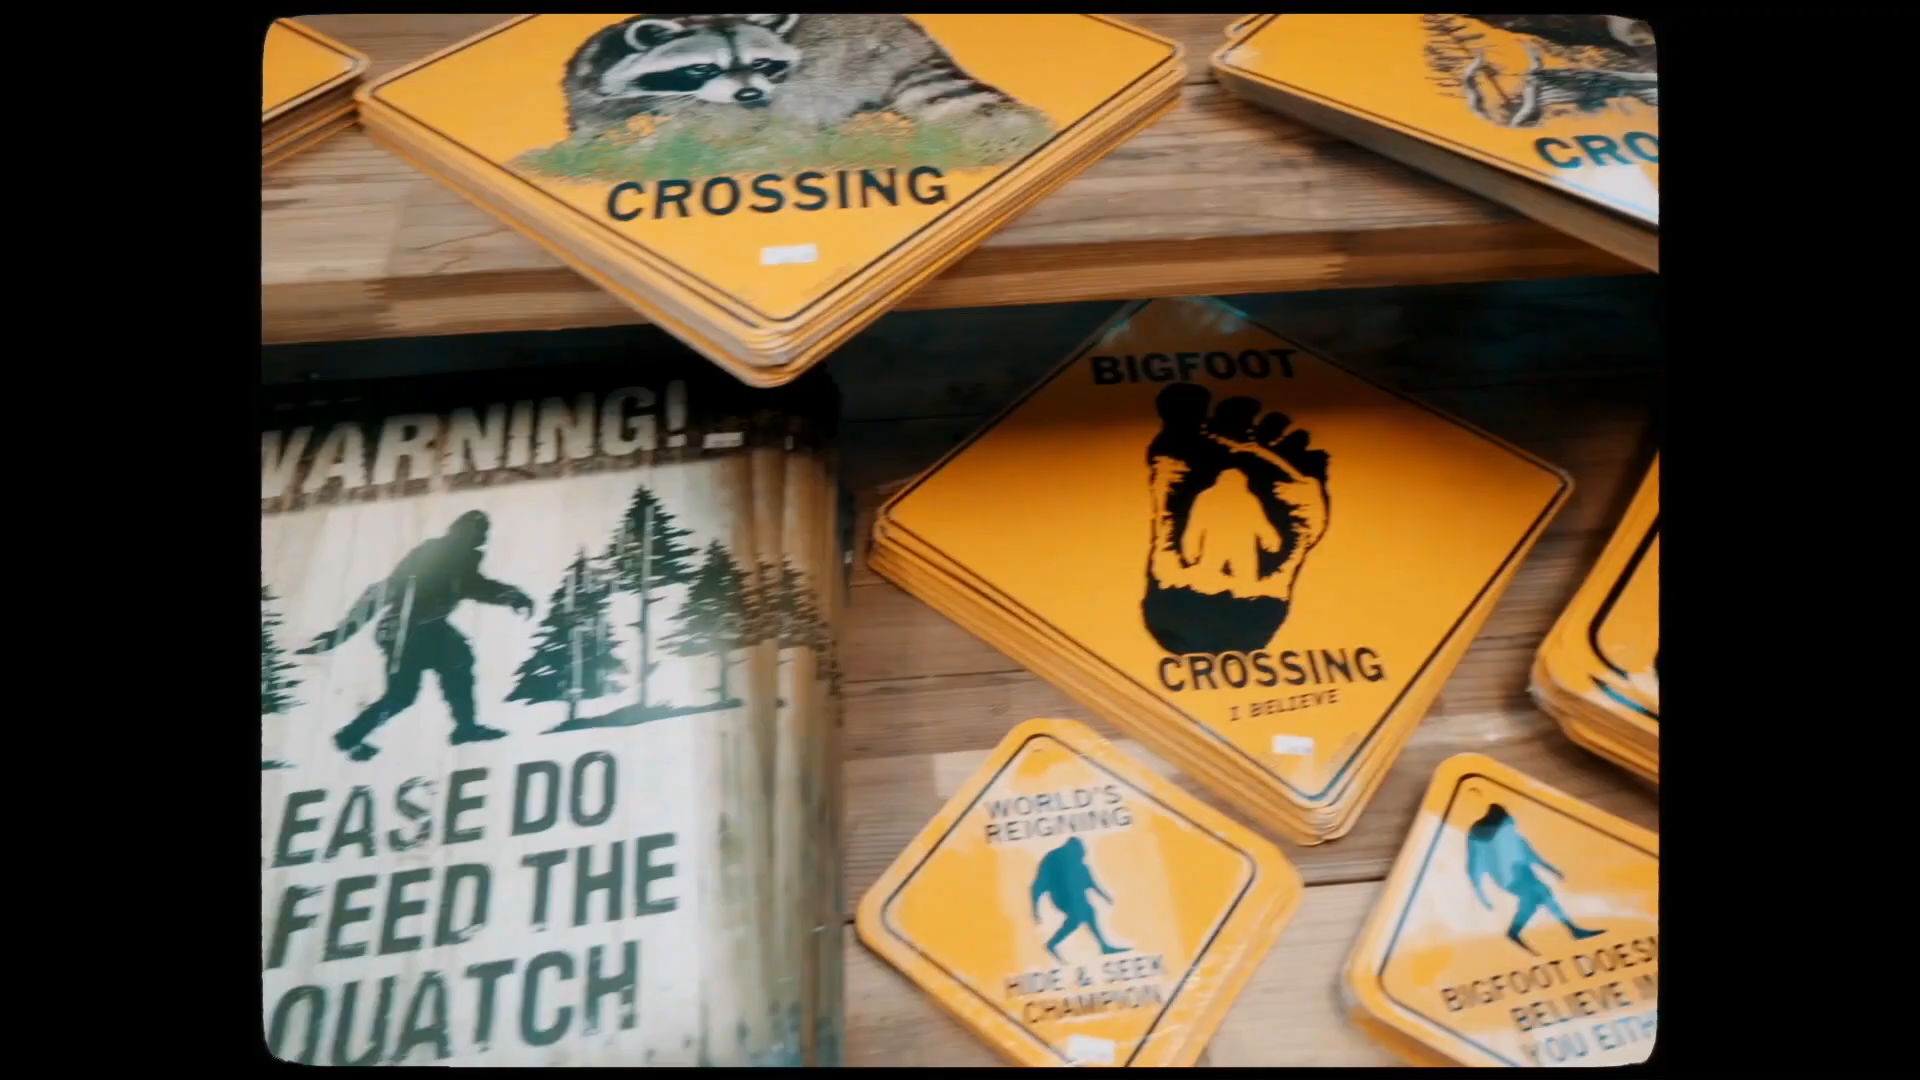 CROSSING
CRO
WARNING!
EASE DO
FEED THE
QUATCH
BIGFOOT
CROSSING
I BELIEVE
WORLD'S
REIGNING
HIDE & SEEK
CHAMPION
BIGFOOT DOES
BELIEVE IN
YOU EITH